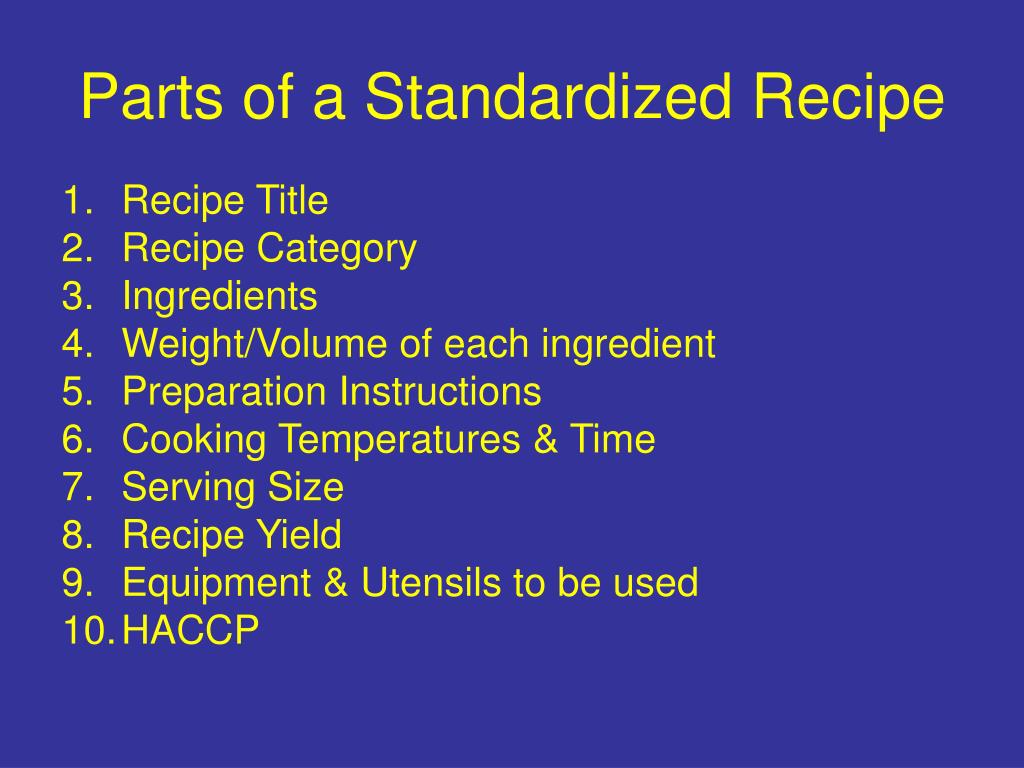 Parts of a Standardized Recipe
1. Recipe Title
2. Recipe Category
3. Ingredients
4. Weight/Volume of each ingredient
5. Preparation Instructions
6. Cooking Temperatures & Time
7. Serving Size
8. Recipe Yield
9. Equipment & Utensils to be used
10. HACCP